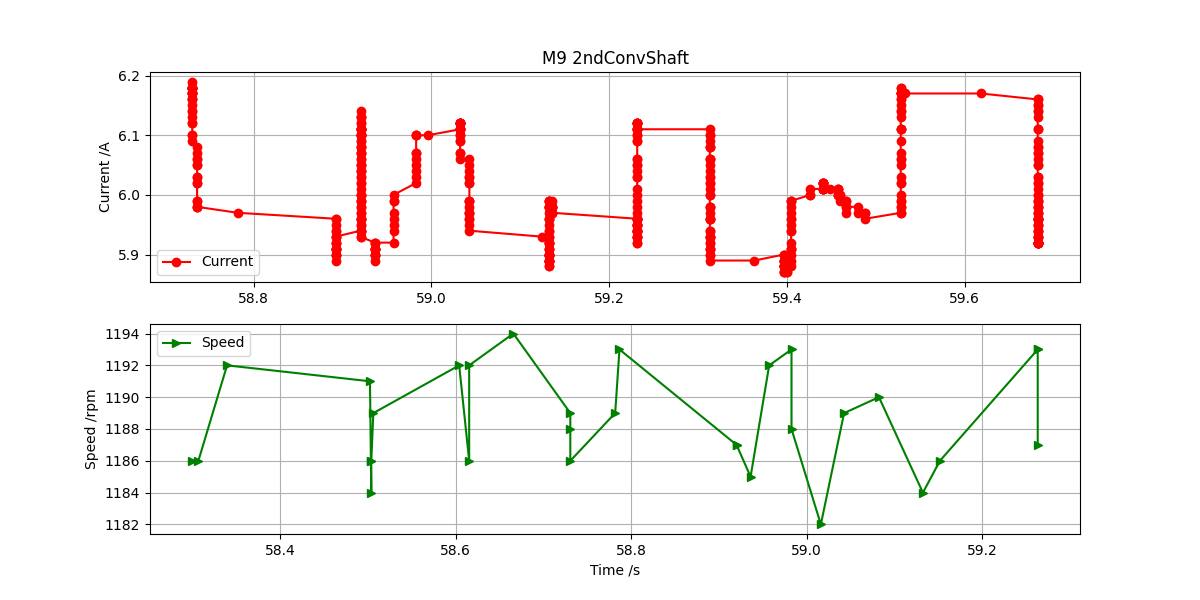 M9 2ndConvShaft
6.2
6.1
6.0
5.9
Current /A
Current
58.8 59.0 59.2 59.4 59.6
1194
1192
1190
1188
1186
1184
1182
Speed /rpm
Speed
58.4 58.6 58.8 59.0 59.2
Time /s